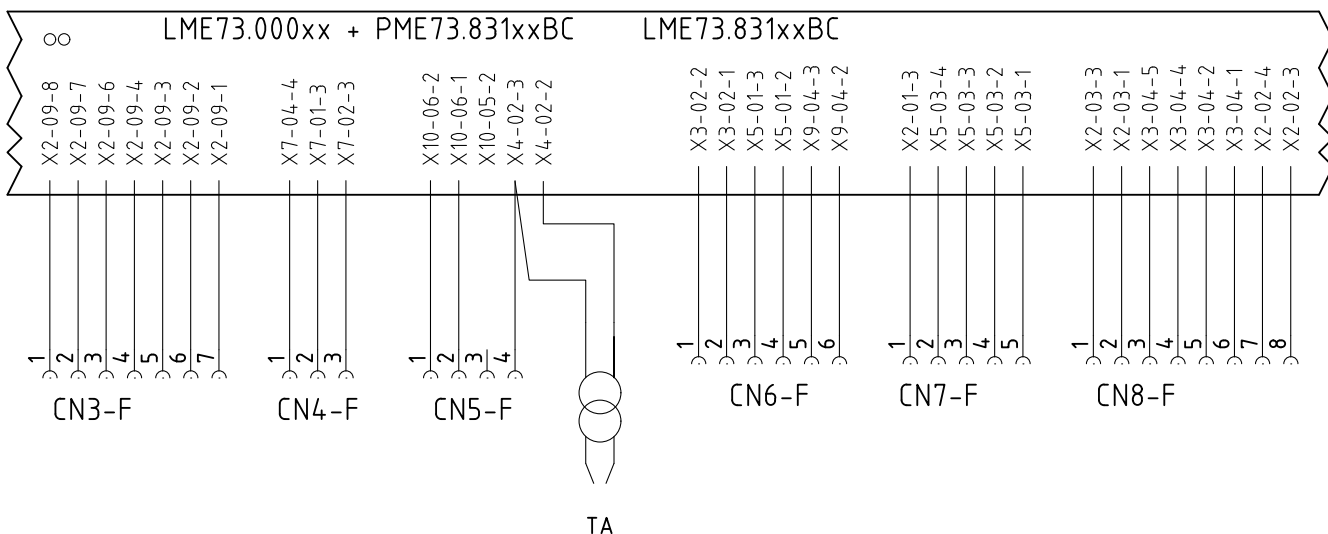 LME73.000xx + PME73.831xxBC
LME73.831xxBC
X2-09-8
X2-09-7
X2-09-6
X2-09-4
X2-09-3
X2-09-2
X2-09-1
X7-04-4
X7-01-3
X7-02-3
X10-06-2
X10-06-1
X10-05-2
X4-02-3
X4-02-2
X3-02-2
X3-02-1
X5-01-3
X5-01-2
X9-04-3
X9-04-2
X2-01-3
X5-03-4
X5-03-3
X5-03-2
X5-03-1
X2-03-3
X2-03-1
X3-04-5
X3-04-4
X3-04-2
X3-04-1
X2-02-4
X2-02-3
1 2 3 4 5 6 7
1 2 3
1 2 3 4
1 2 3 4 5 6
1 2 3 4 5
1 2 3 4 5 6 7 8
CN3-F
CN4-F
CN5-F
CN6-F
CN7-F
CN8-F
TA